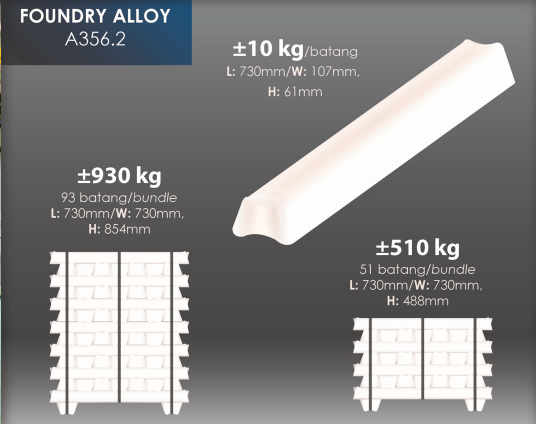 FOUNDRY ALLOY
A356.2
±10 kg/batang
L: 730mm/W: 107mm,
H: 61mm
±930 kg
93 batang/bundle
L: 730mm/W: 730mm,
H: 854mm
±510 kg
51 batang/bundle
L: 730mm/W: 730mm,
H: 488mm